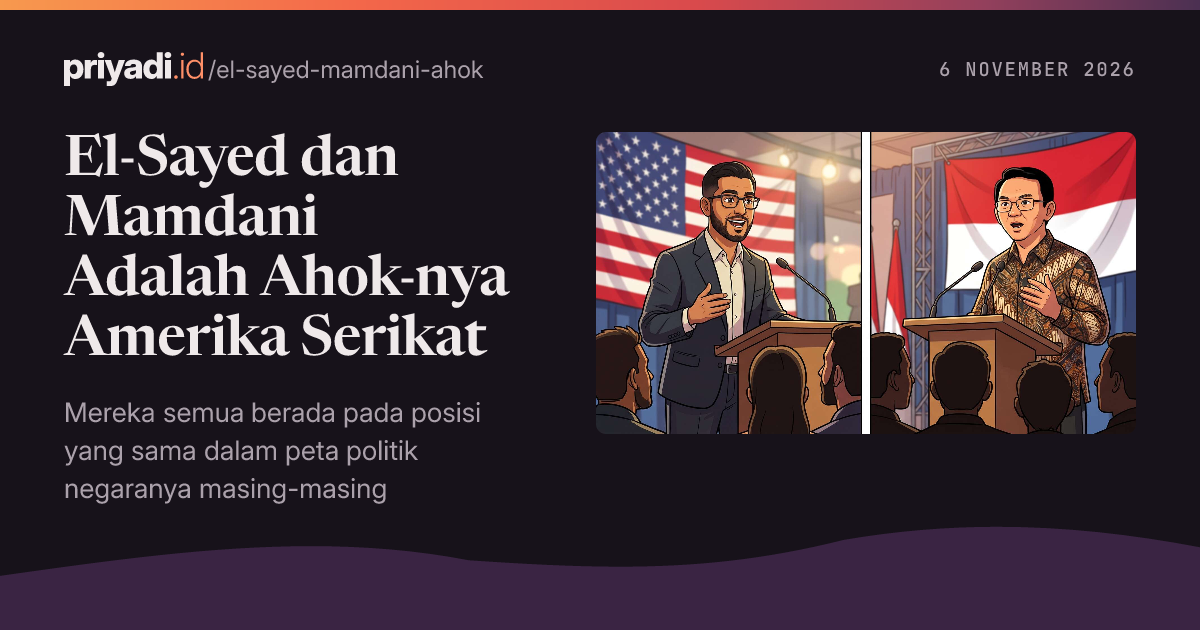 priyadi.id/el-sayed-mamdani-ahok
6 NOVEMBER 2026
El-Sayed dan
Mamdani
Adalah Ahok-nya
Amerika Serikat
Mereka semua berada pada posisi
yang sama dalam peta politik
negaranya masing-masing